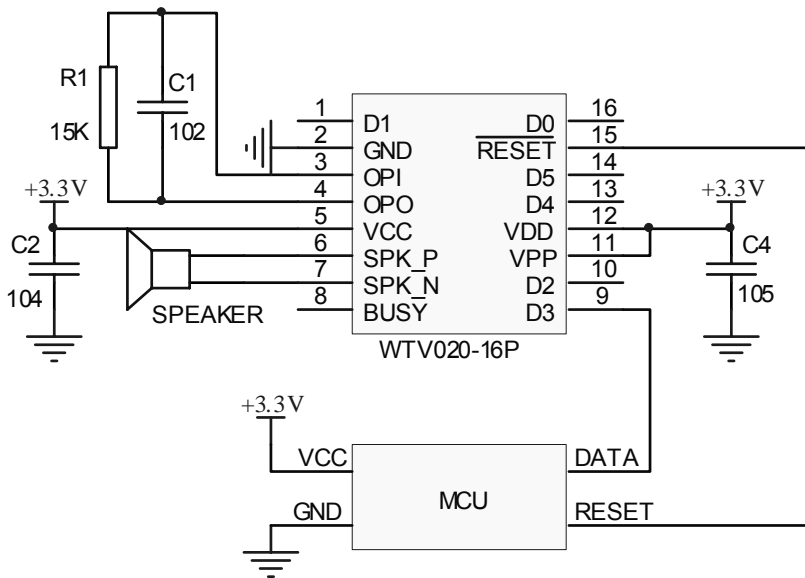 R1
15K
C1
102
+3.3V
C2
104
SPEAKER
1 D1
2 GND
3 OPI
4 OPO
5 VCC
6 SPK_P
7 SPK_N
8 BUSY
D0 16
RESET 15
D5 14
D4 13
VDD 12
VPP 11
D2 10
D3 9
WTV020-16P
+3.3V
C4
105
+3.3V
VCC
GND
MCU
DATA
RESET